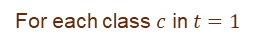 For each class c in t = 1